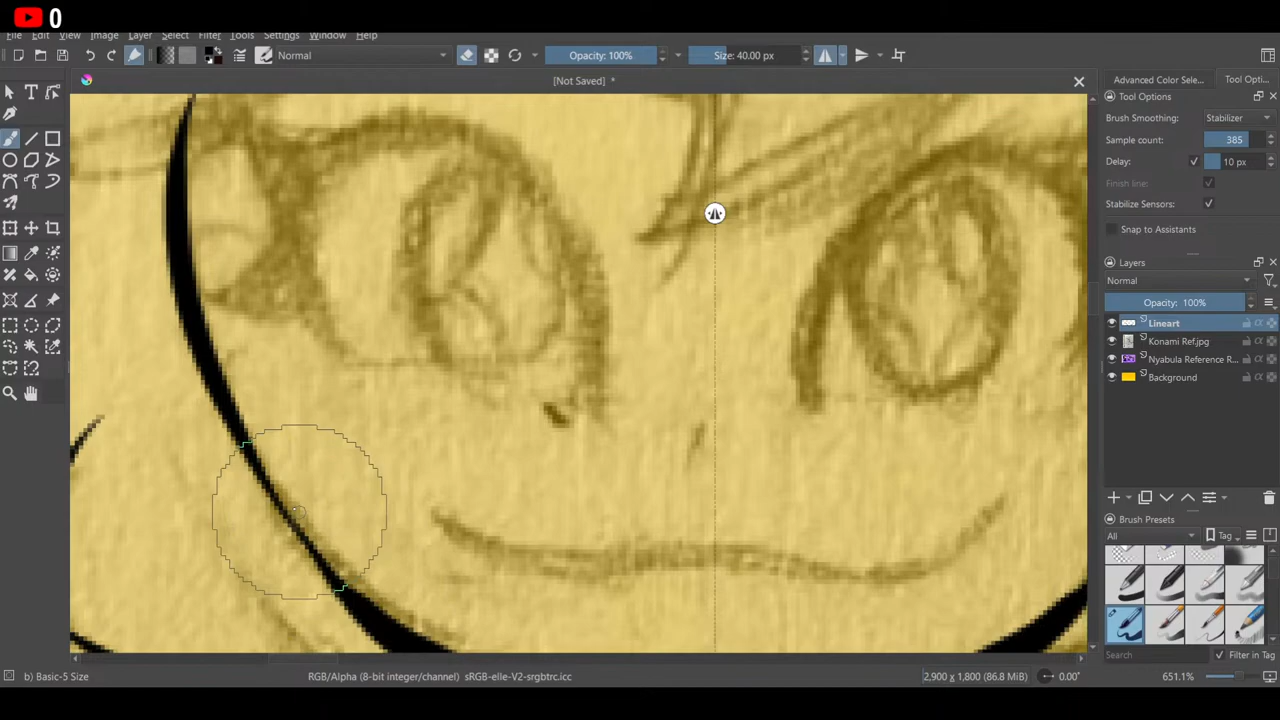 0
File Edit View Image Layer Select Filter Tools Settings Window Help
Normal
Opacity: 100%
Size: 40.00 px
[Not Saved] *
Advanced Color Sele...
Tool Opti...
Tool Options
Brush Smoothing: Stabilizer
Sample count: 385
Delay: 10 px
Finish line:
Stabilize Sensors:
Snap to Assistants
Layers
Normal
Opacity: 100%
Lineart
Konami Ref.jpg
Nyabula Reference R...
Background
Brush Presets
All
Tag
Search
Filter in Tag
b) Basic-5 Size
RGB/Alpha (8-bit integer/channel) sRGB-elle-V2-srgbtrc.icc
2,900 x 1,800 (86.8 MiB)
0.00°
651.1%